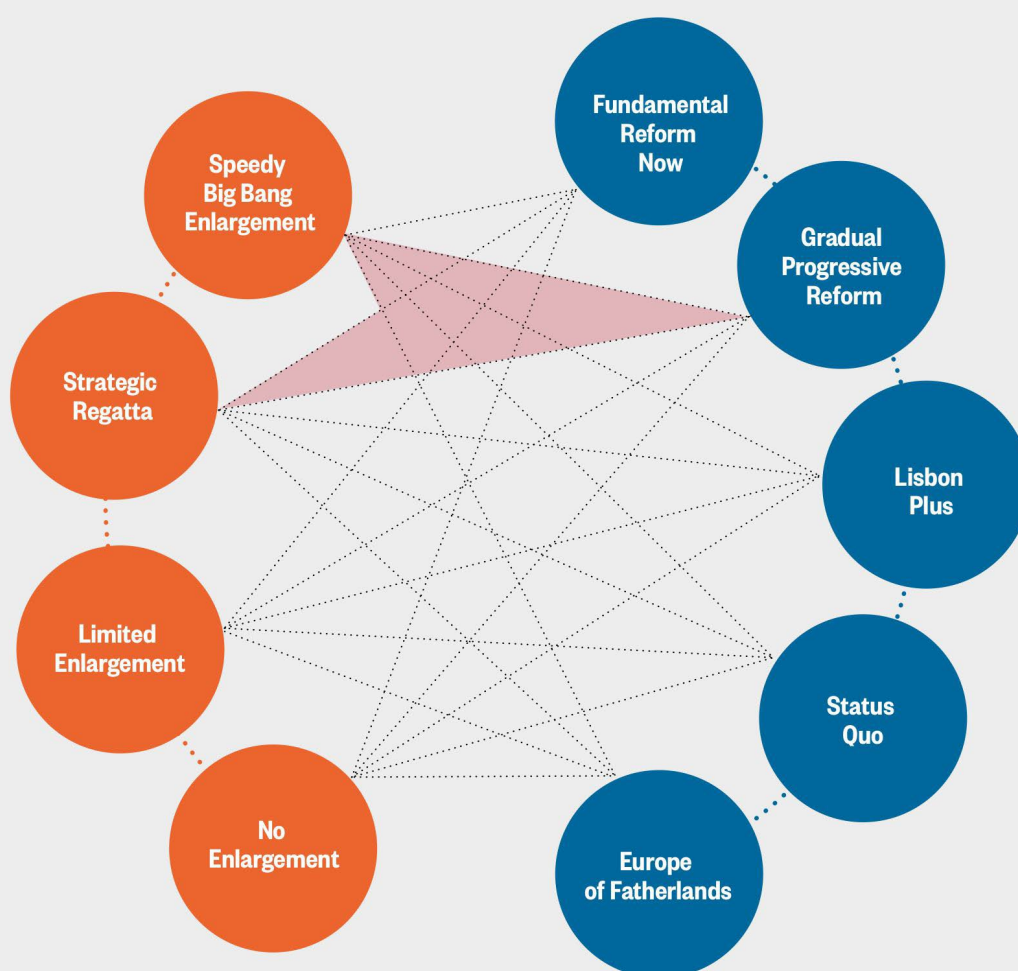 Speedy
Big Bang
Enlargement
Strategic
Regatta
Limited
Enlargement
No
Enlargement
Fundamental
Reform
Now
Gradual
Progressive
Reform
Lisbon
Plus
Status
Quo
Europe
of Fatherlands